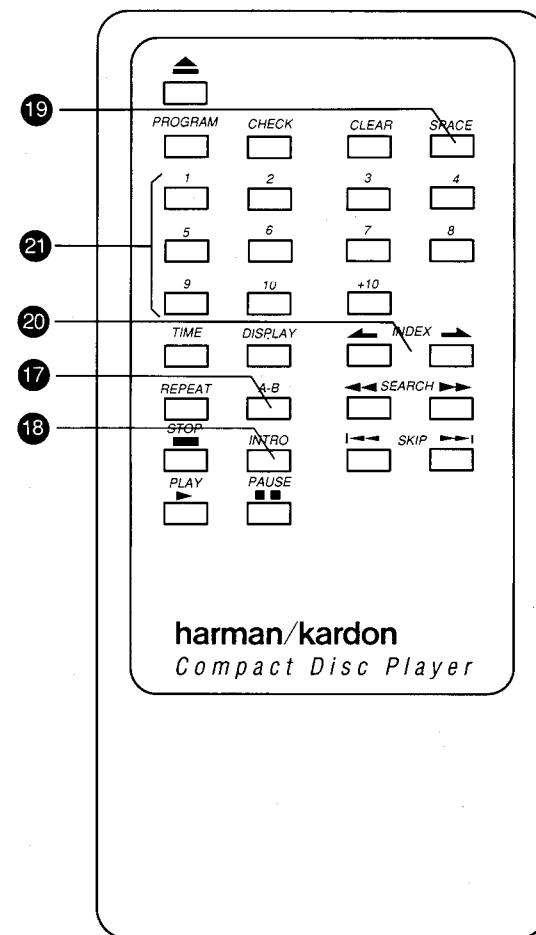 19
PROGRAM CHECK CLEAR SPACE
1 2 3 4
21
5 6 7 8
9 10 +10
20
TIME DISPLAY INDEX
17
REPEAT A-B SEARCH
18
STOP INTRO SKIP
PLAY PAUSE
harman/kardon
Compact Disc Player